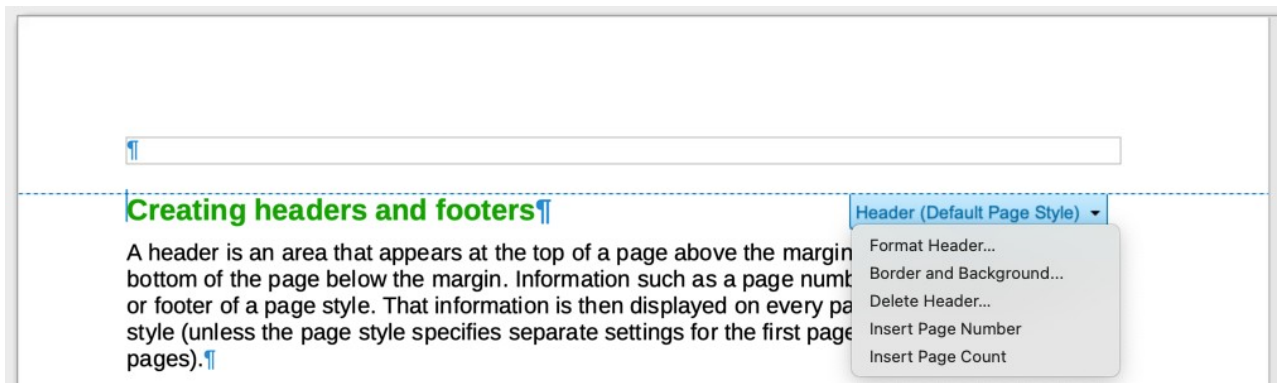 ¶
Creating headers and footers¶
Header (Default Page Style)
A header is an area that appears at the top of a page above the margin
bottom of the page below the margin. Information such as a page numb
or footer of a page style. That information is then displayed on every pa
style (unless the page style specifies separate settings for the first page
pages).¶
Format Header...
Border and Background...
Delete Header...
Insert Page Number
Insert Page Count